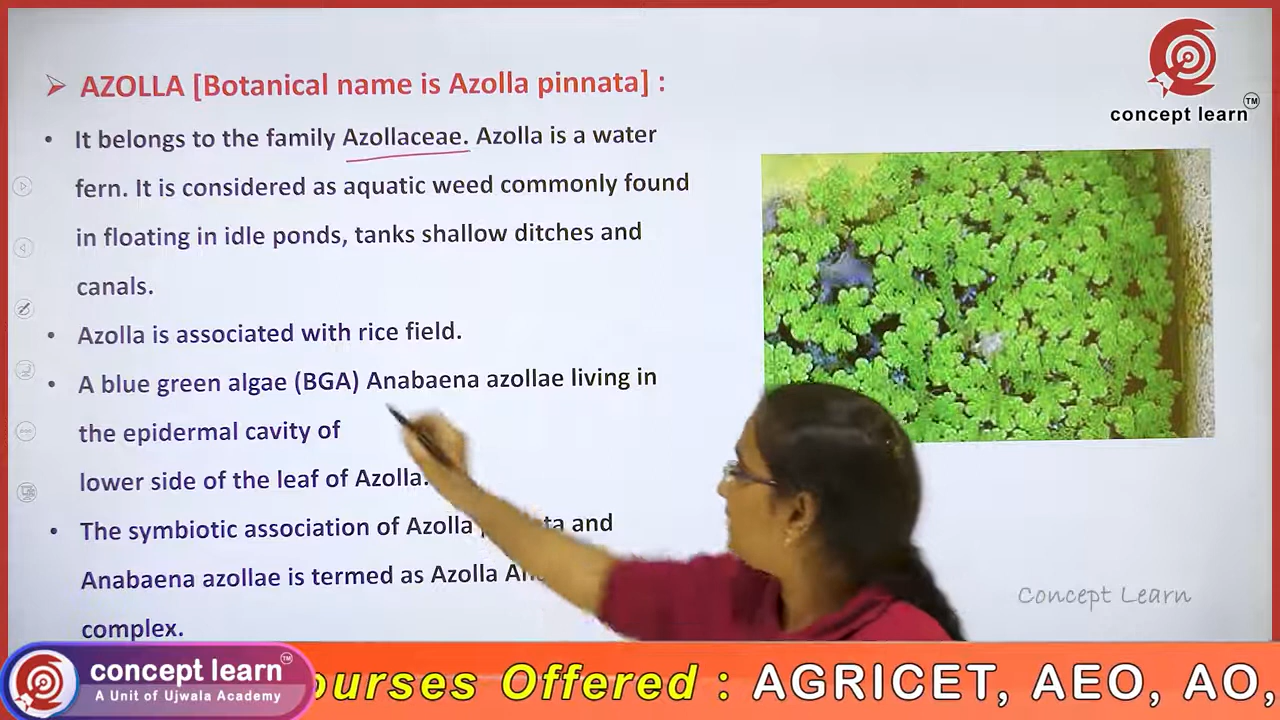 ➢ AZOLLA [Botanical name is Azolla pinnata] :
• It belongs to the family Azollaceae. Azolla is a water
fern. It is considered as aquatic weed commonly found
in floating in idle ponds, tanks shallow ditches and
canals.
• Azolla is associated with rice field.
• A blue green algae (BGA) Anabaena azollae living in
the epidermal cavity of
lower side of the leaf of Azolla.
• The symbiotic association of Azolla and
Anabaena azollae is termed as Azolla
complex.
concept learn TM
Concept Learn
concept learn TM
A Unit of Ujwala Academy
ourses Offered : AGRICET, AEO, AO,